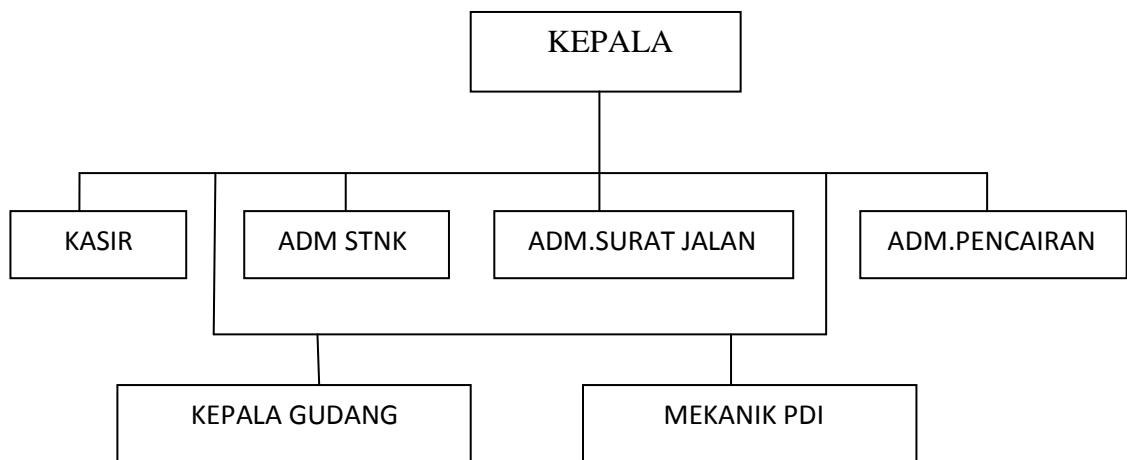 KEPALA
KASIR
ADM STNK
ADM.SURAT JALAN
ADM.PENCAIRAN
KEPALA GUDANG
MEKANIK PDI